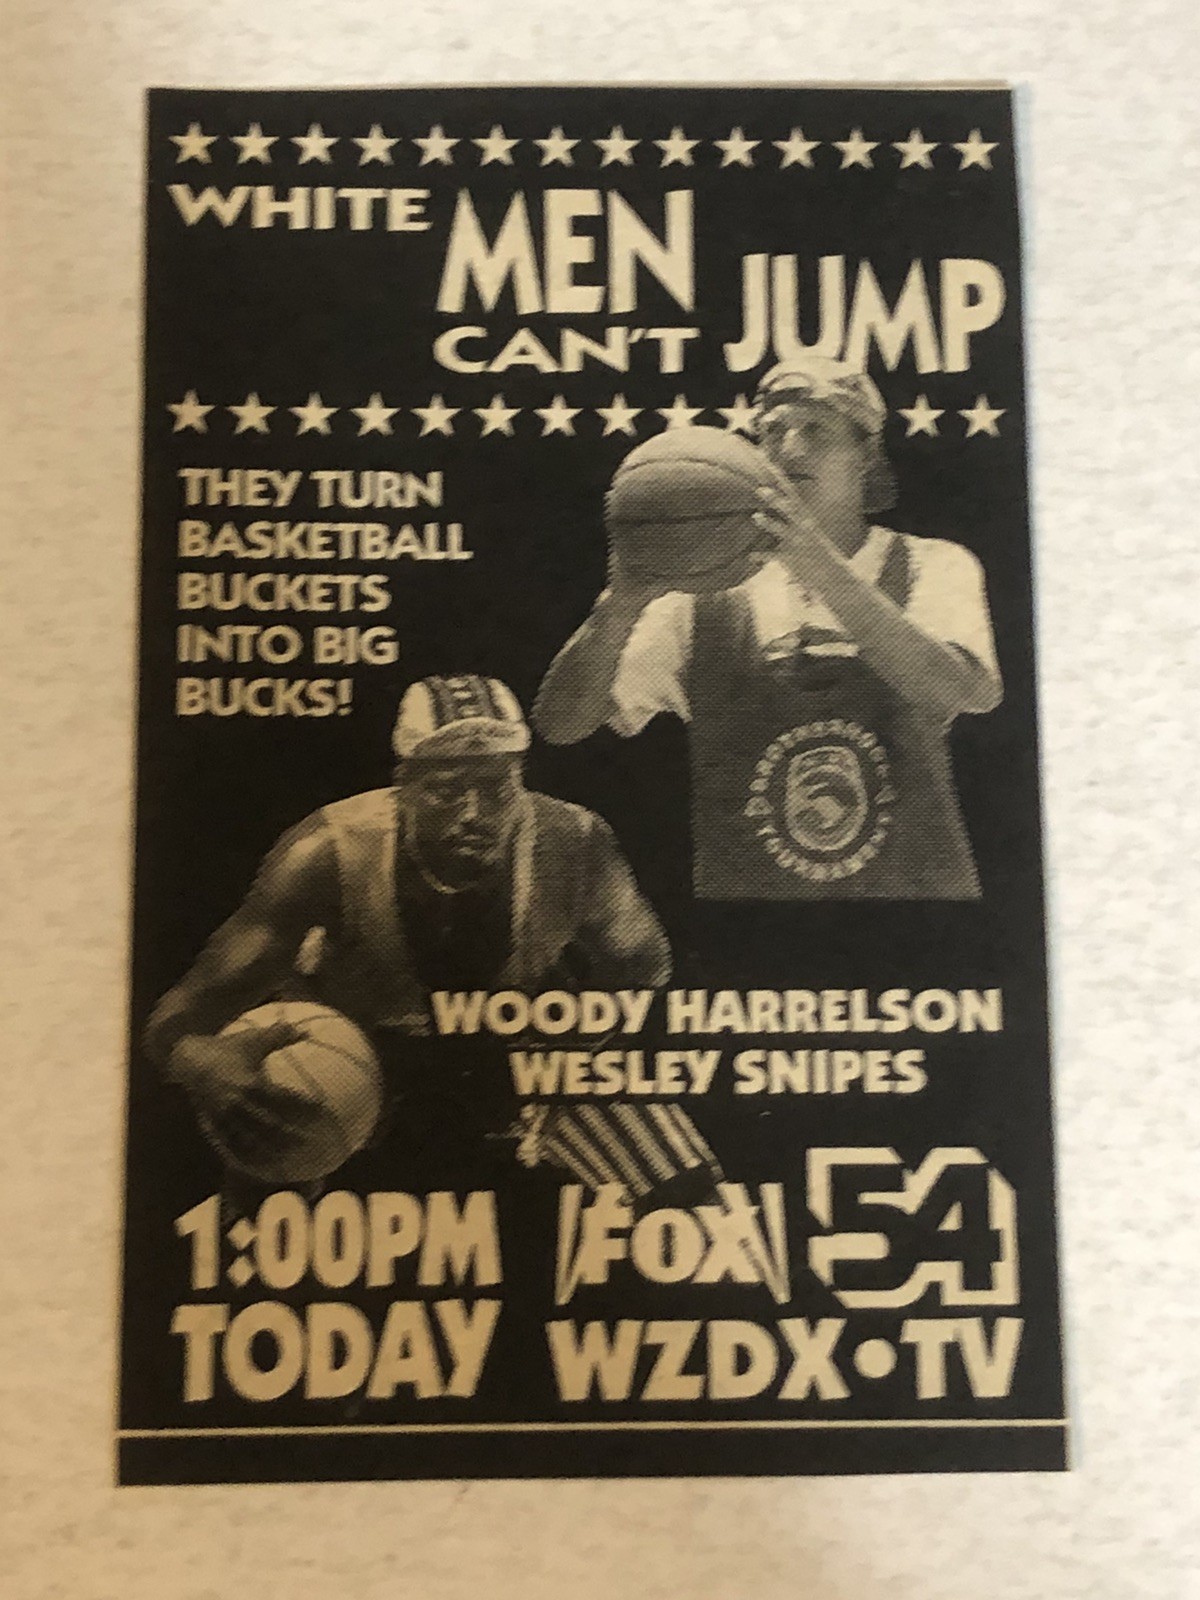 WHITE MEN
CAN'T JUMP
THEY TURN
BASKETBALL
BUCKETS
INTO BIG
BUCKS!
WOODY HARRELSON
WESLEY SNIPES
1:00PM
TODAY
FOX 54
WZDX•TV